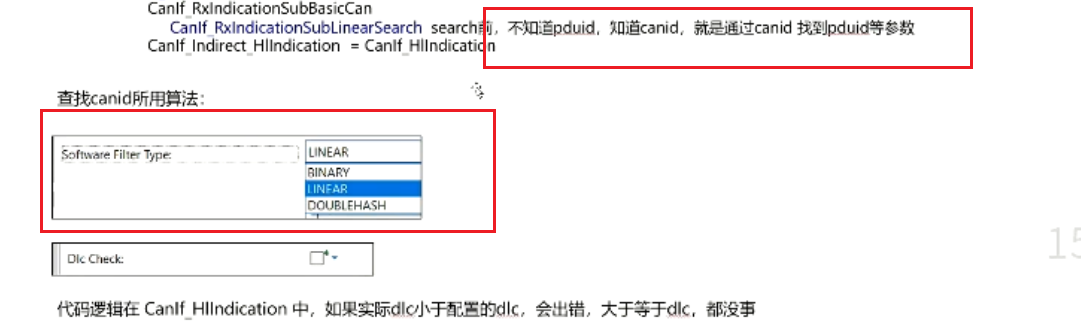 CanIf_RxIndicationSubBasicCan
CanIf_RxIndicationSubLinearSearch search前，不知道pduid，知道canid，就是通过canid 找到pduid等参数
CanIf_Indirect_HlIndication = CanIf_HlIndication
查找canid所用算法：
Software Filter Type:
LINEAR
BINARY
LINEAR
DOUBLEHASH
Dlc Check:
15
代码逻辑在 CanIf_HlIndication 中，如果实际dlc小于配置的dlc，会出错，大于等于dlc，都没事